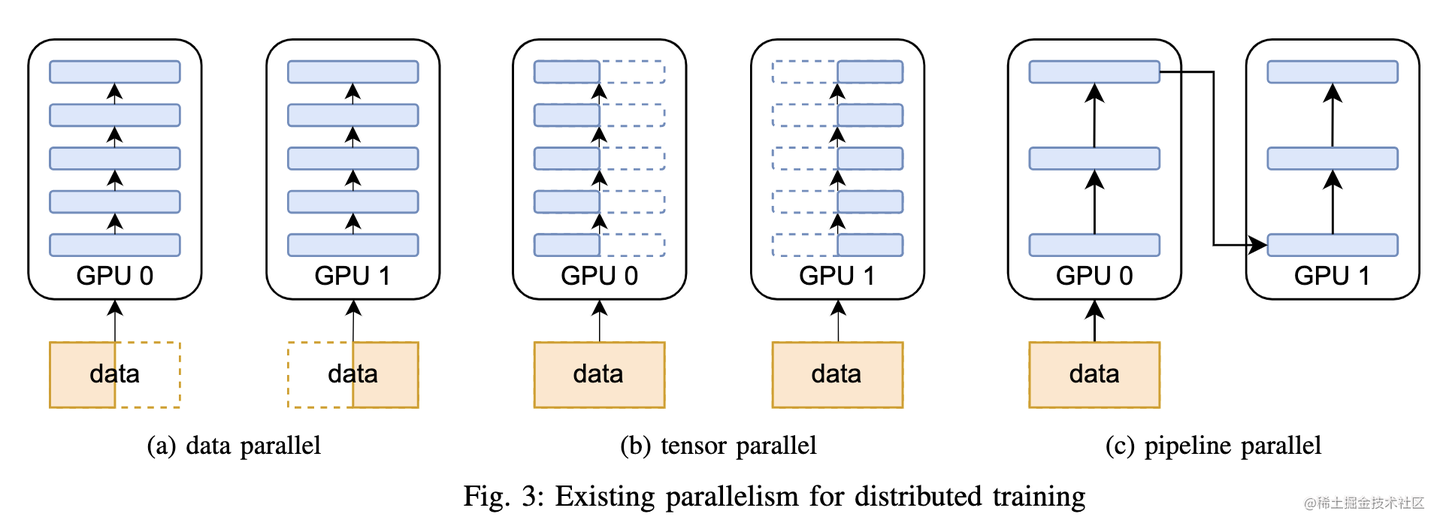 GPU 0
GPU 1
GPU 0
GPU 1
GPU 0
GPU 1
data
data
data
data
data
(a) data parallel
(b) tensor parallel
(c) pipeline parallel
Fig. 3: Existing parallelism for distributed training
@稀土掘金技术社区